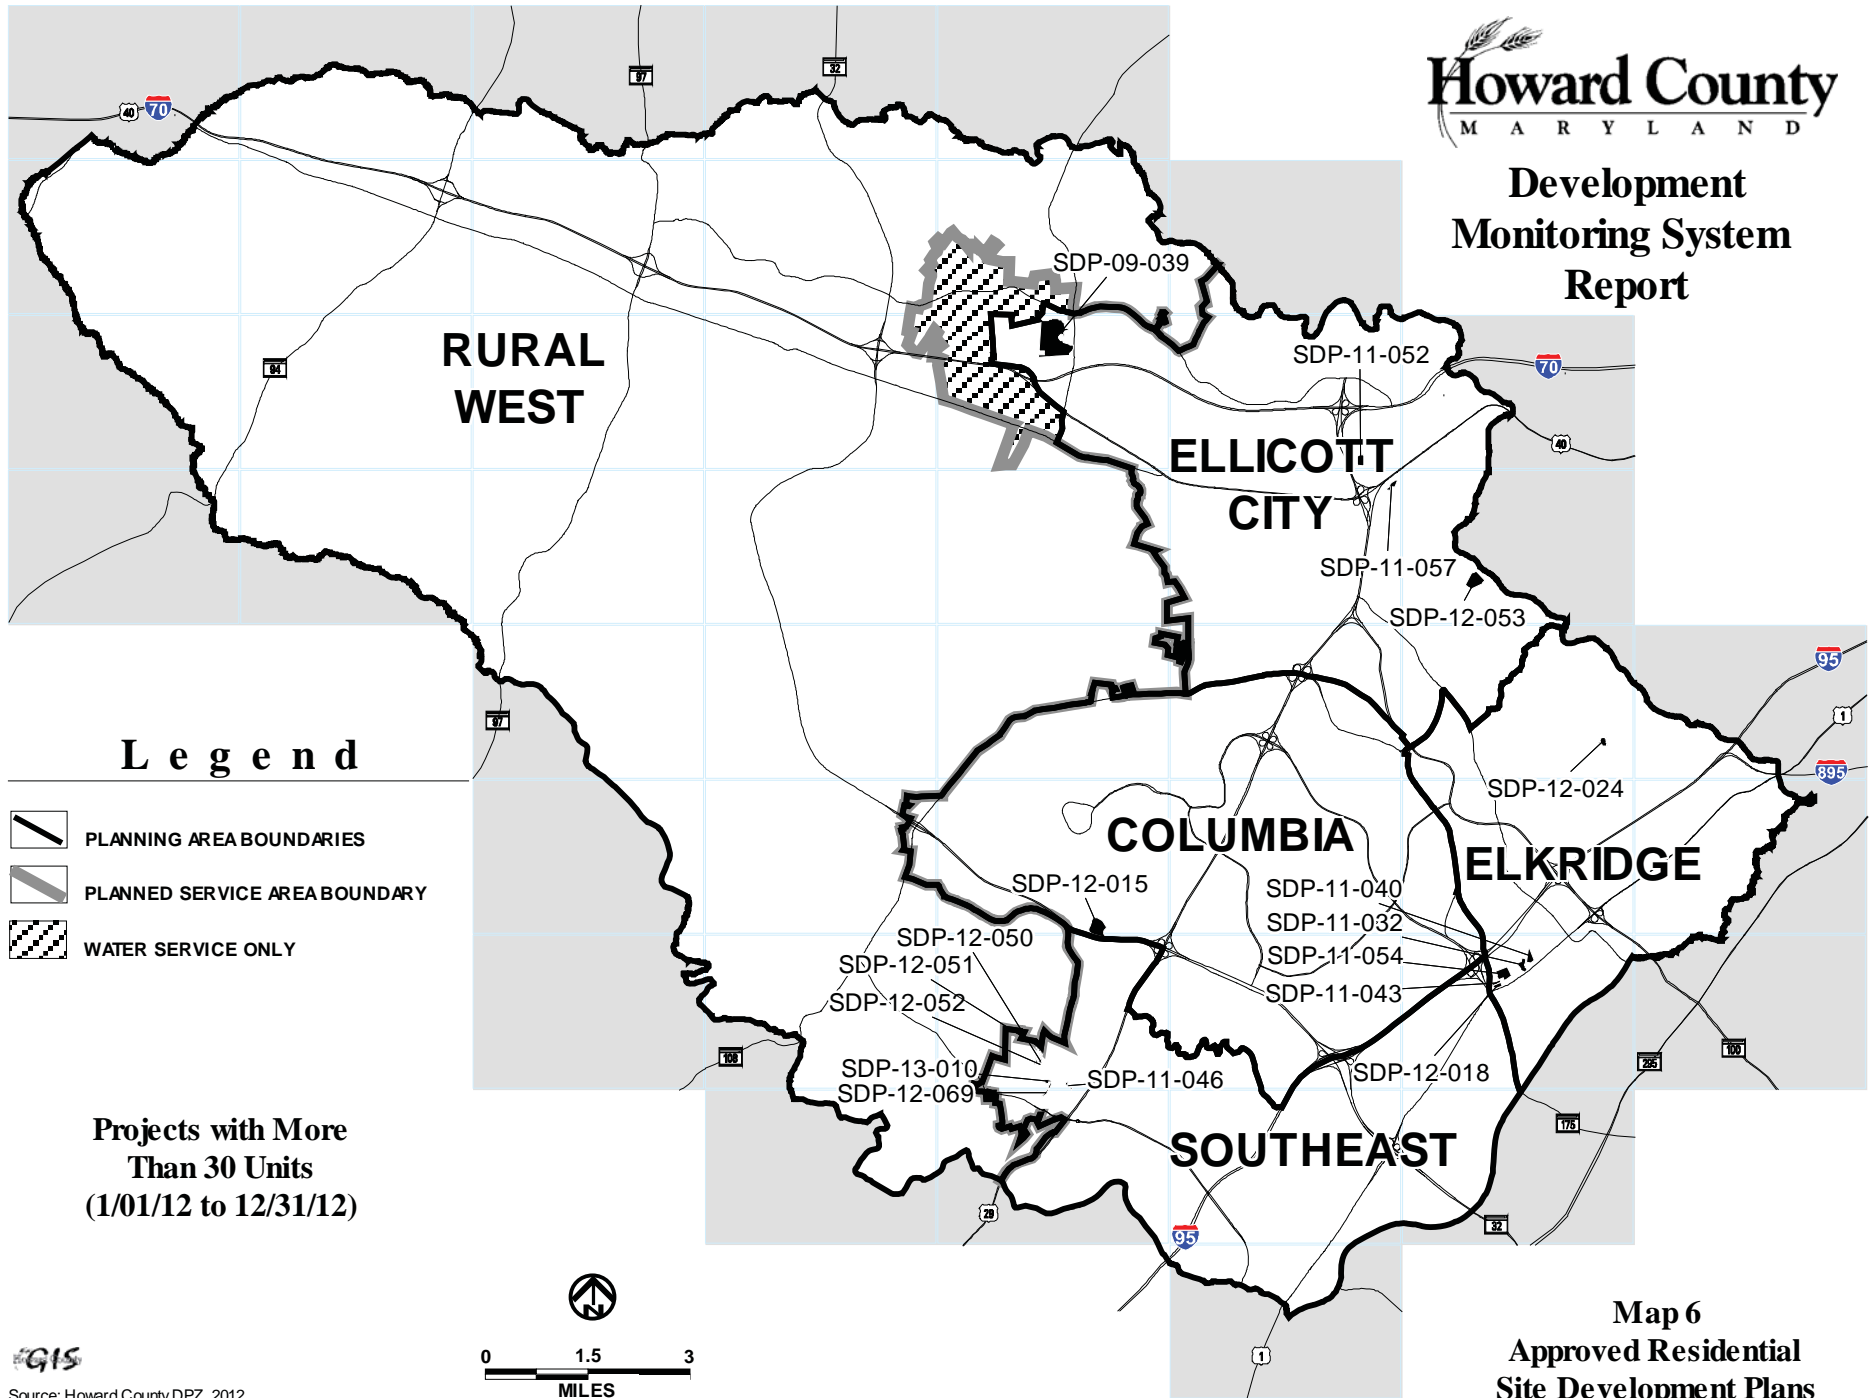 Howard County
MARYLAND
Development
Monitoring System
Report
40
70
97
32
SDP-09-039
SDP-11-052
70
RURAL
WEST
94
ELLICOTT
CITY
40
SDP-11-057
SDP-12-053
95
97
1
Legend
895
SDP-12-024
PLANNING AREA BOUNDARIES
COLUMBIA
ELKRIDGE
PLANNED SERVICE AREA BOUNDARY
SDP-12-015
SDP-11-040
SDP-11-032
WATER SERVICE ONLY
SDP-12-050
SDP-11-054
SDP-12-051
SDP-11-043
SDP-12-052
108
295
100
SDP-13-010
SDP-11-046
SDP-12-018
SDP-12-069
175
Projects with More
Than 30 Units
(1/01/12 to 12/31/12)
SOUTHEAST
29
95
32
Map 6
Approved Residential
Site Development Plans
N
1
GIS
Howard County
0 1.5 3
MILES
Source: Howard County DPZ, 2012